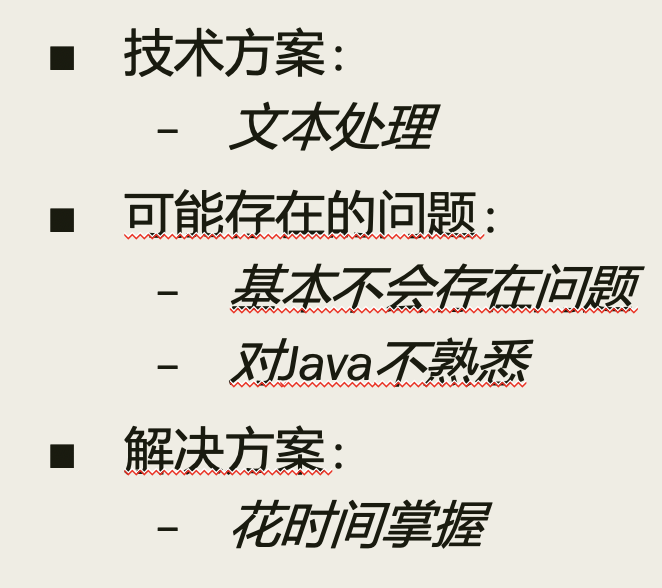 ■ 技术方案：
– 文本处理
■ 可能存在的问题：
– 基本不会存在问题
– 对Java不熟悉
■ 解决方案：
– 花时间掌握